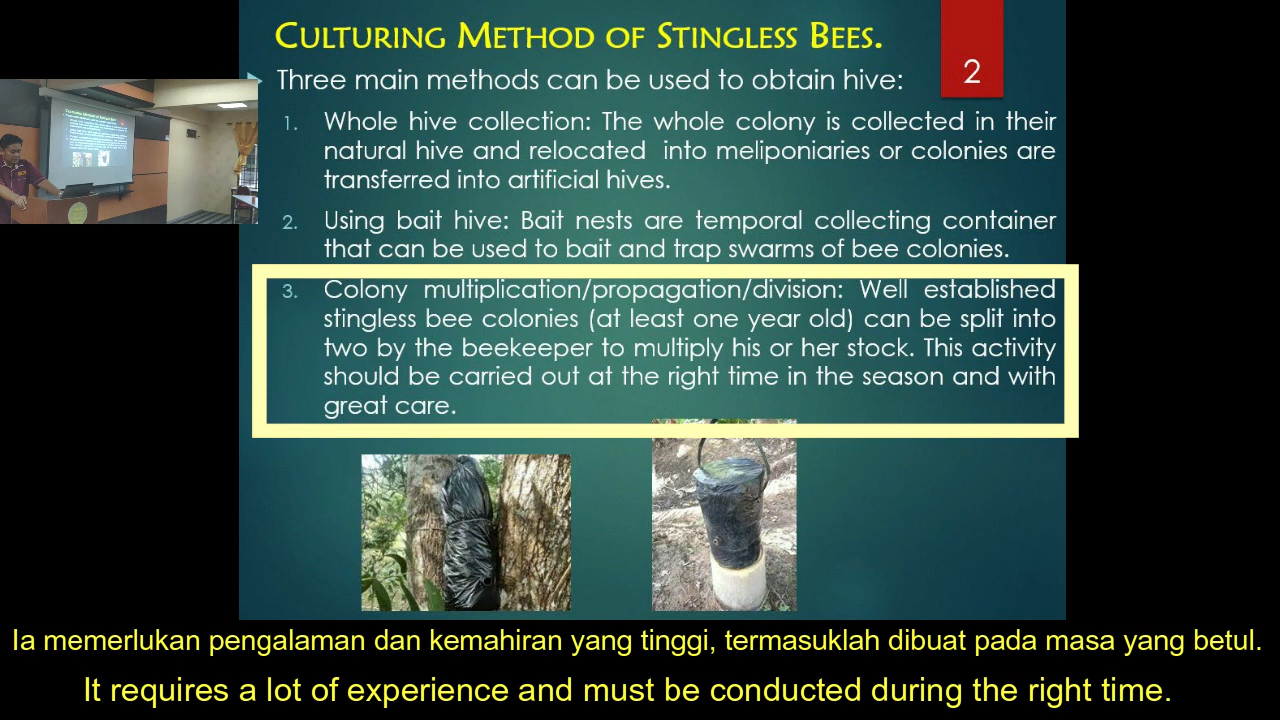 CULTURING METHOD OF STINGLESS BEES.
2
Three main methods can be used to obtain hive:
1. Whole hive collection: The whole colony is collected in their
natural hive and relocated into meliponiaries or colonies are
transferred into artificial hives.
2. Using bait hive: Bait nests are temporal collecting container
that can be used to bait and trap swarms of bee colonies.
3. Colony multiplication/propagation/division: Well established
stingless bee colonies (at least one year old) can be split into
two by the beekeeper to multiply his or her stock. This activity
should be carried out at the right time in the season and with
great care.
Ia memerlukan pengalaman dan kemahiran yang tinggi, termasuklah dibuat pada masa yang betul.
It requires a lot of experience and must be conducted during the right time.